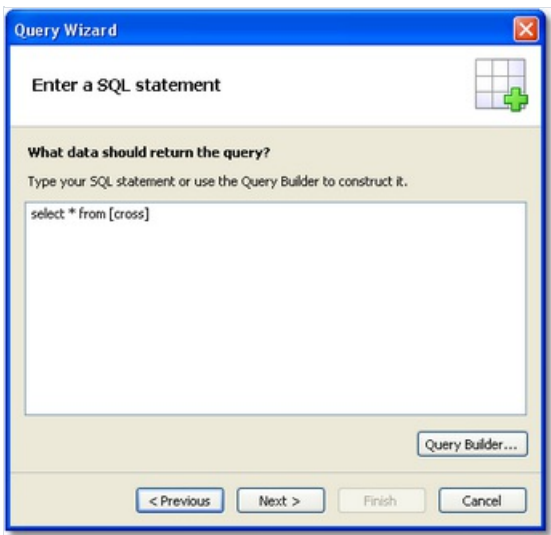 Query Wizard
Enter a SQL statement
What data should return the query?
Type your SQL statement or use the Query Builder to construct it.
select * from [cross]
Query Builder...
< Previous Next > Finish Cancel